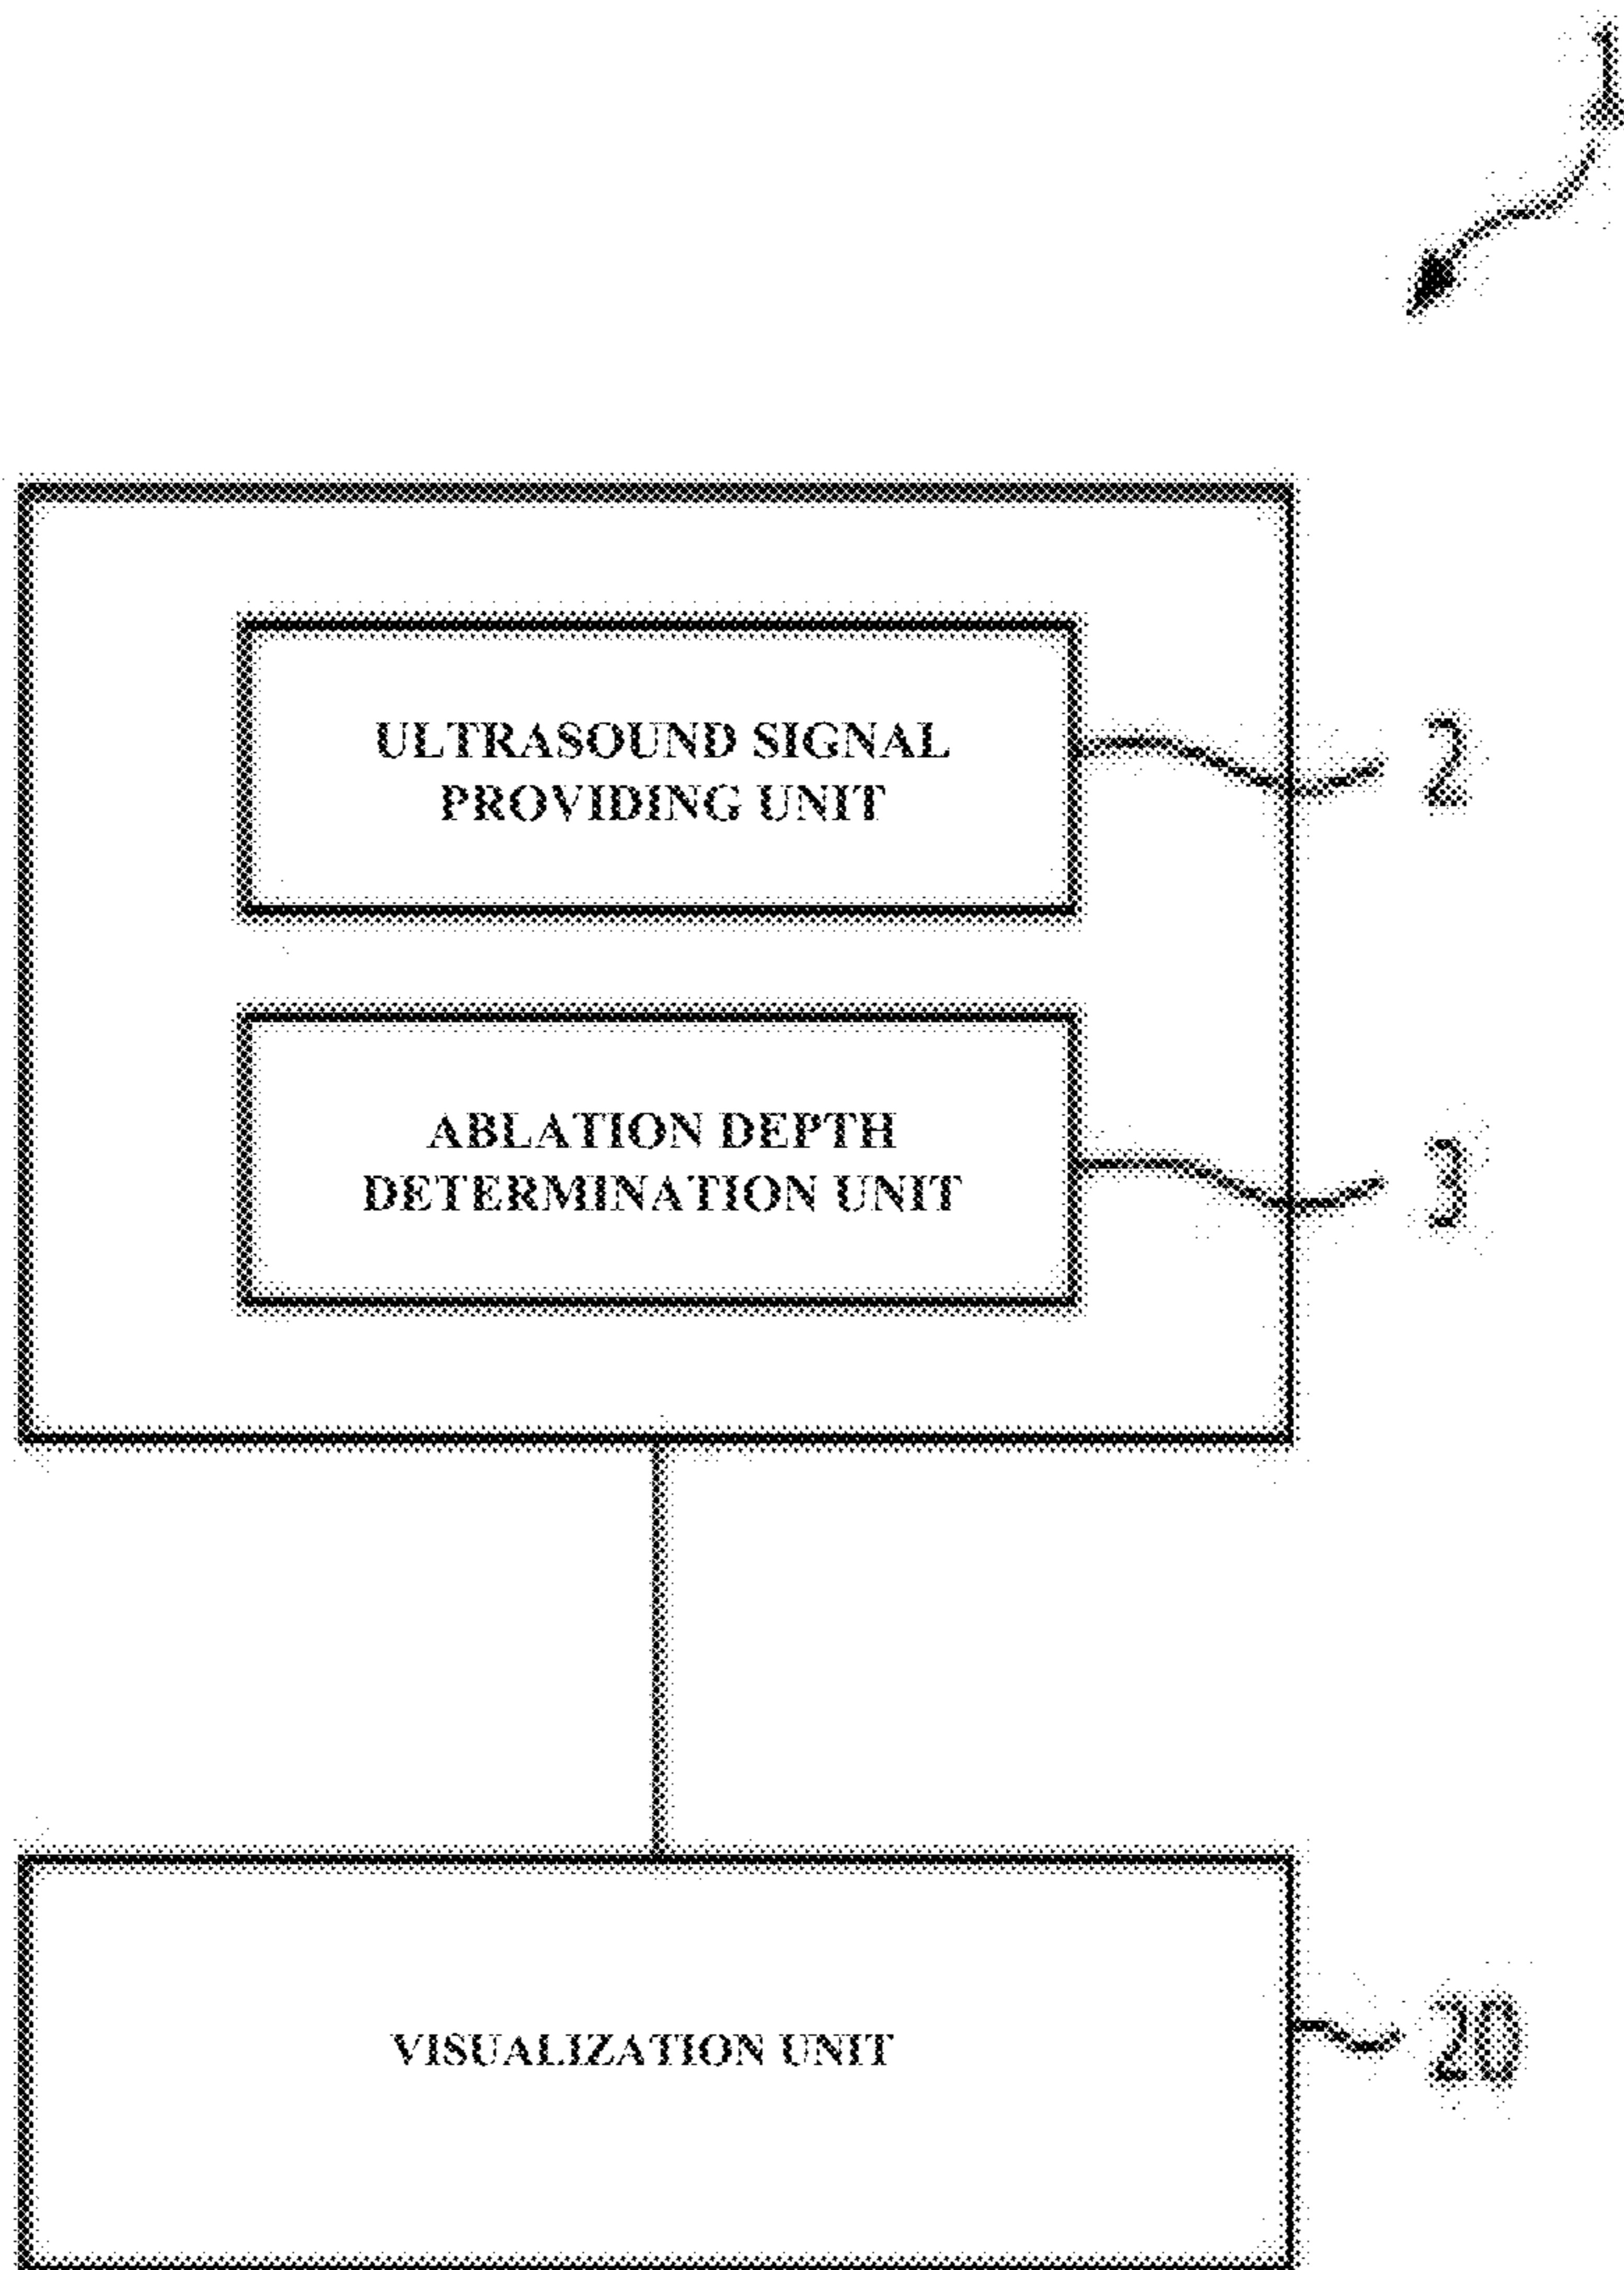 1
ULTRASOUND SIGNAL
PROVIDING UNIT
2
ABLATION DEPTH
DETERMINATION UNIT
3
VISUALIZATION UNIT
20